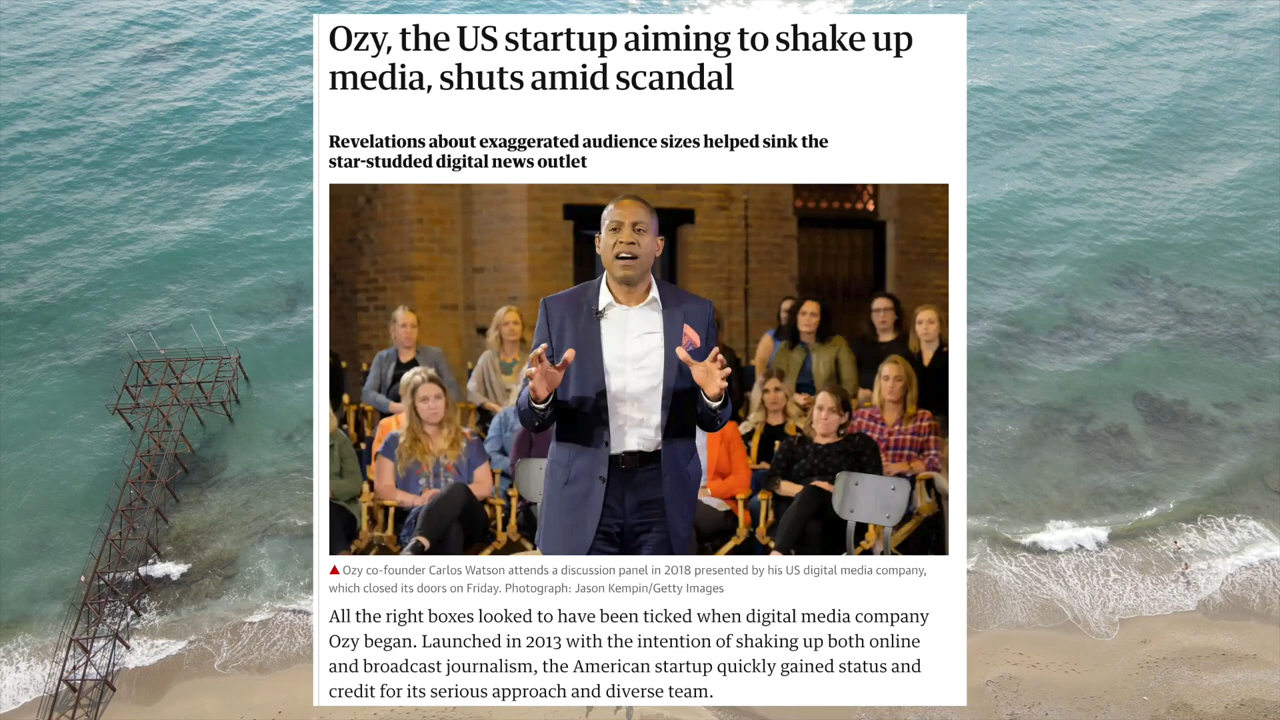 Ozy, the US startup aiming to shake up
media, shuts amid scandal
Revelations about exaggerated audience sizes helped sink the
star-studded digital news outlet
▲ Ozy co-founder Carlos Watson attends a discussion panel in 2018 presented by his US digital media company,
which closed its doors on Friday. Photograph: Jason Kempin/Getty Images
All the right boxes looked to have been ticked when digital media company
Ozy began. Launched in 2013 with the intention of shaking up both online
and broadcast journalism, the American startup quickly gained status and
credit for its serious approach and diverse team.